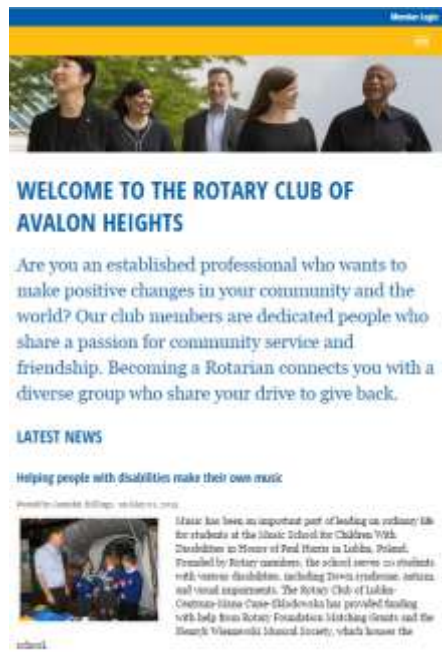 Member Login
WELCOME TO THE ROTARY CLUB OF
AVALON HEIGHTS
Are you an established professional who wants to
make positive changes in your community and the
world? Our club members are dedicated people who
share a passion for community service and
friendship. Becoming a Rotarian connects you with a
diverse group who share your drive to give back.
LATEST NEWS
Helping people with disabilities make their own music
Music has been an important part of leading an ordinary life
for students at the Music School for Children With
Disabilities in Honor of Paul Harris in Lublin, Poland.
Founded by Rotary members, the school serves 20 students
with various disabilities, including Down syndrome, autism,
and visual impairments. The Rotary Club of Lublin-
Centrum-Maria Curie-Sklodowska has provided funding
with help from Rotary Foundation Matching Grants and the
Henryk Wieniawski Musical Society, which houses the
school.